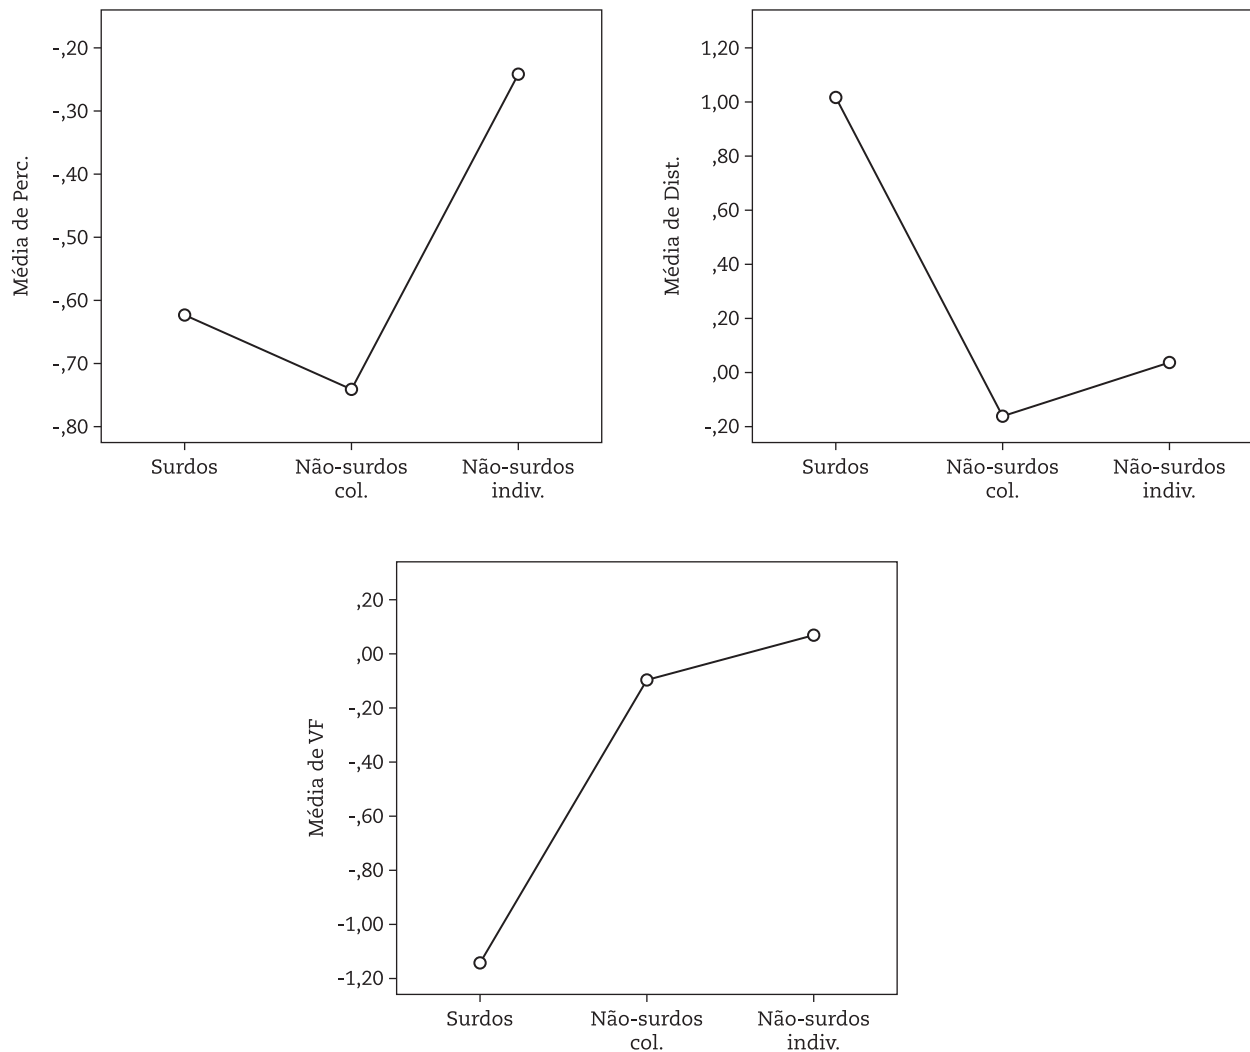 Média de Perc.
-,20
-,30
-,40
-,50
-,60
-,70
-,80
Surdos
Não-surdos
col.
Não-surdos
indiv.
Média de Dist.
1,20
1,00
,80
,60
,40
,20
,00
-,20
Surdos
Não-surdos
col.
Não-surdos
indiv.
Média de VF
,20
,00
-,20
-,40
-,60
-,80
-1,00
-1,20
Surdos
Não-surdos
col.
Não-surdos
indiv.